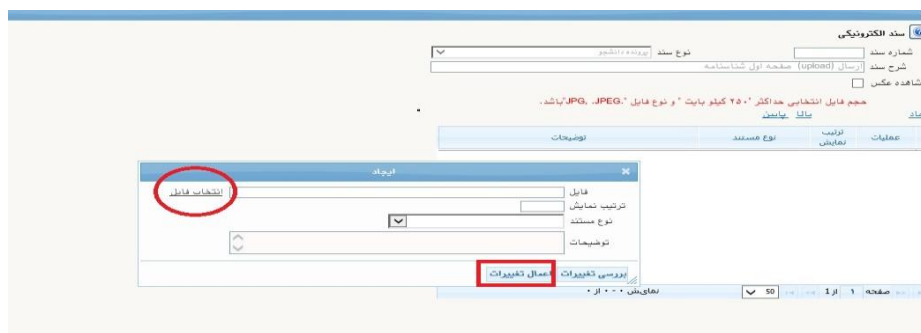 سند الکترونیکی
شماره سند
نوع سند پرونده دانشجو
شرح سند ارسال (upload) صفحه اول شناسنامه
شاهده عکس
حجم فایل انتخابی حداکثر "۲۵۰ کیلو بایت " و نوع فایل "JPG, .JPEG."باشد.
بالا پایین
عملیات
ترتیب نمایش
نوع مستند
توضیحات
ایجاد
فایل
انتخاب فایل
ترتیب نمایش
نوع مستند
توضیحات
بررسی تغییرات اعمال تغییرات
صفحه ۱ از 1 50
نمایش ۰ - ۰ از ۰